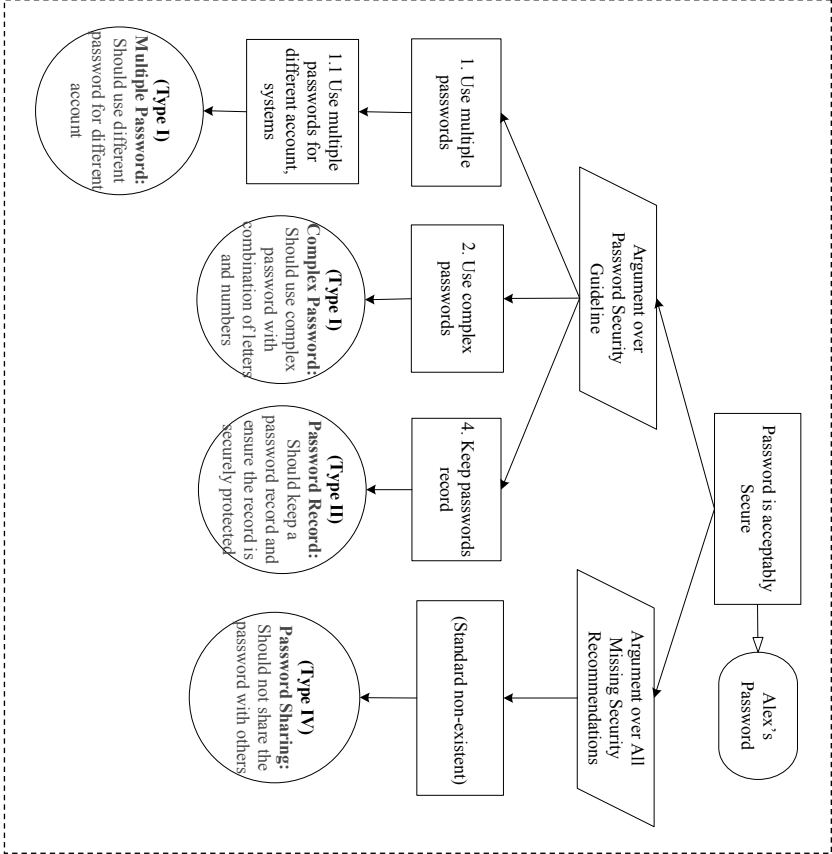 Password is acceptably
Secure
Alex's
Password
Argument over
Password Security
Guideline
Argument over All
Missing Security
Recommendations
1. Use multiple
passwords
2. Use complex
passwords
4. Keep passwords
record
(Standard non-existent)
1.1 Use multiple
passwords for
different account,
systems
(Type I)
Multiple Password:
Should use different
password for different
account
(Type I)
Complex Password:
Should use complex
password with
combination of letters
and numbers
(Type II)
Password Record:
Should keep a
password record and
ensure the record is
securely protected
(Type IV)
Password Sharing:
Should not share the
password with others